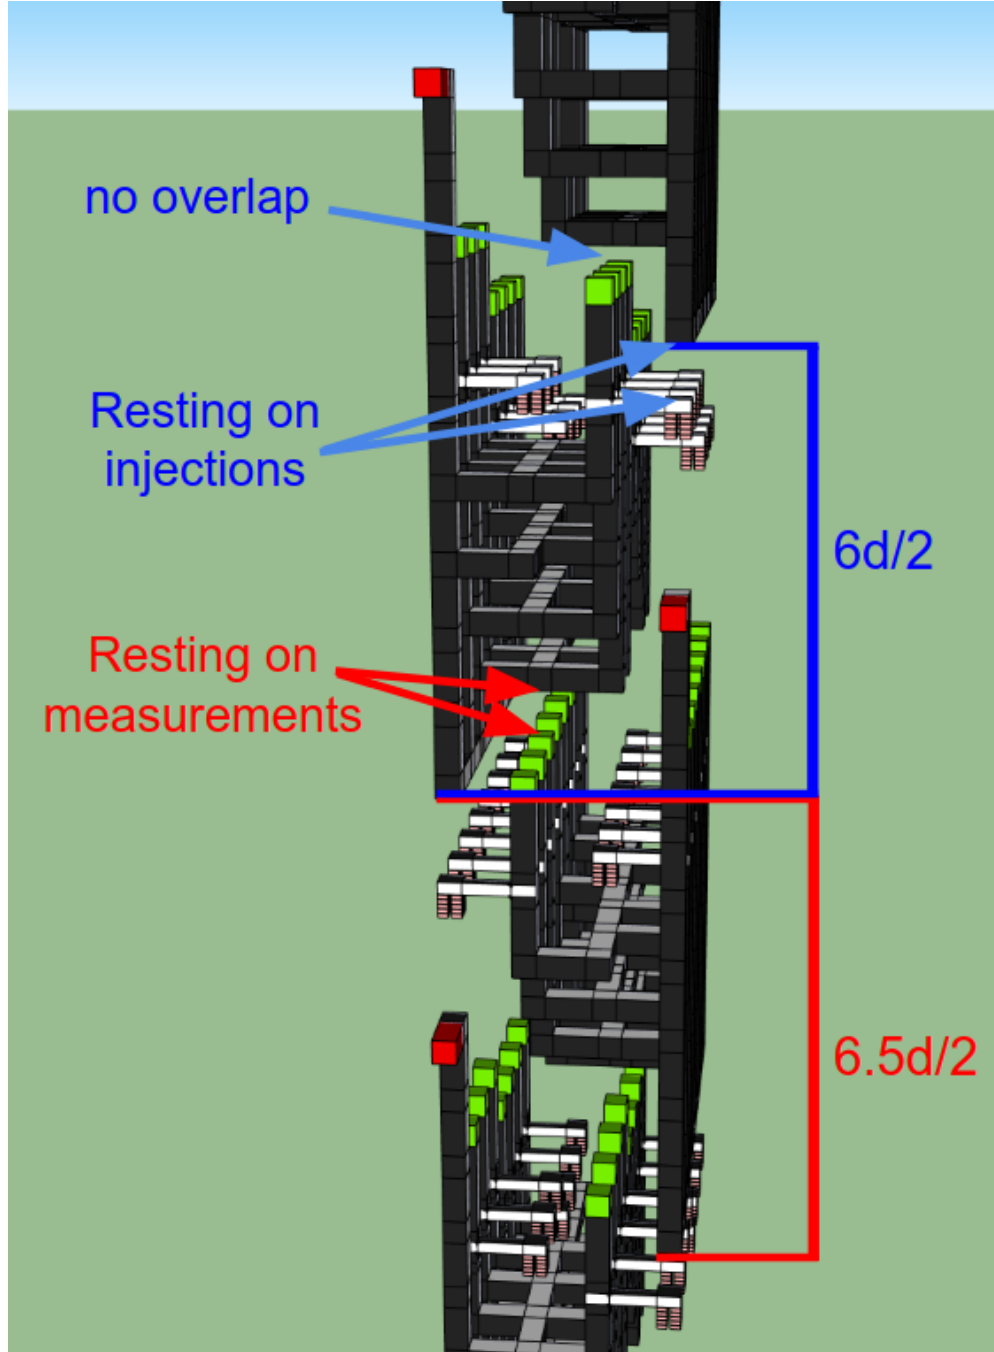 no overlap
Resting on
injections
6d/2
Resting on
measurements
6.5d/2